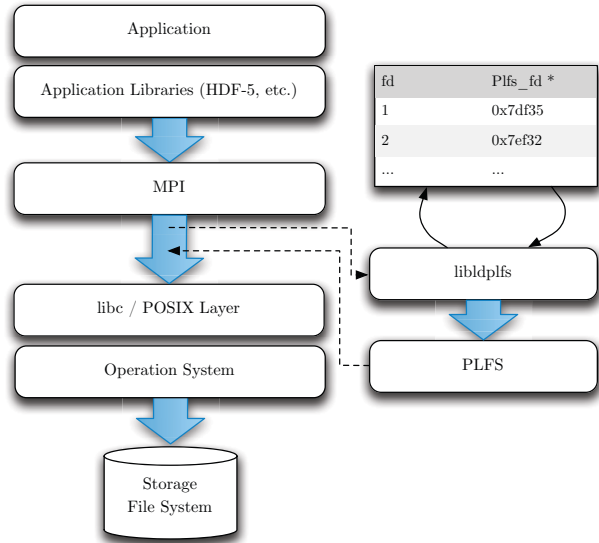 Application
Application Libraries (HDF-5, etc.)
MPI
libc / POSIX Layer
Operation System
Storage
File System
fd Plfs_fd *
1 0x7df35
2 0x7ef32
... ...
libldplfs
PLFS